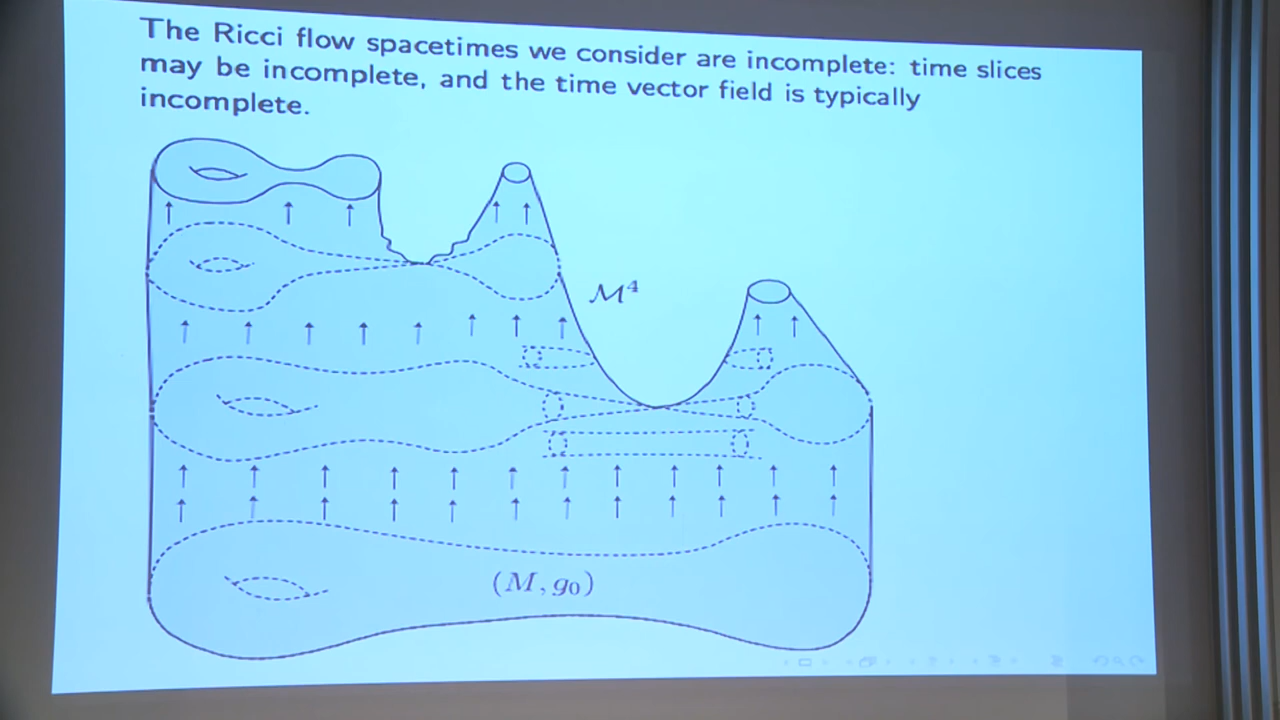 The Ricci flow spacetimes we consider are incomplete: time slices
may be incomplete, and the time vector field is typically
incomplete.
ℳ⁴
(M, g₀)